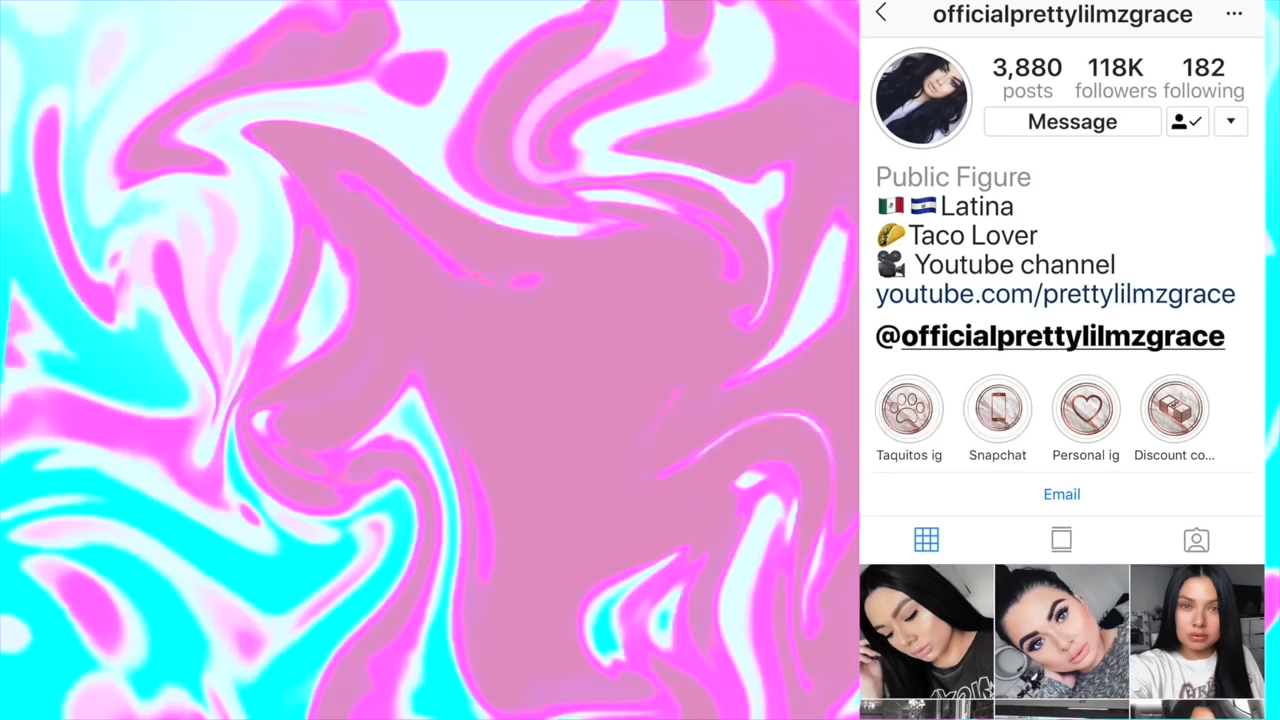 officialprettylilmzgrace
3,880 118K 182
posts followers following
Message
Public Figure
Latina
Taco Lover
Youtube channel
youtube.com/prettylilmzgrace
@officialprettylilmzgrace
Taquitos ig Snapchat Personal ig Discount co...
Email